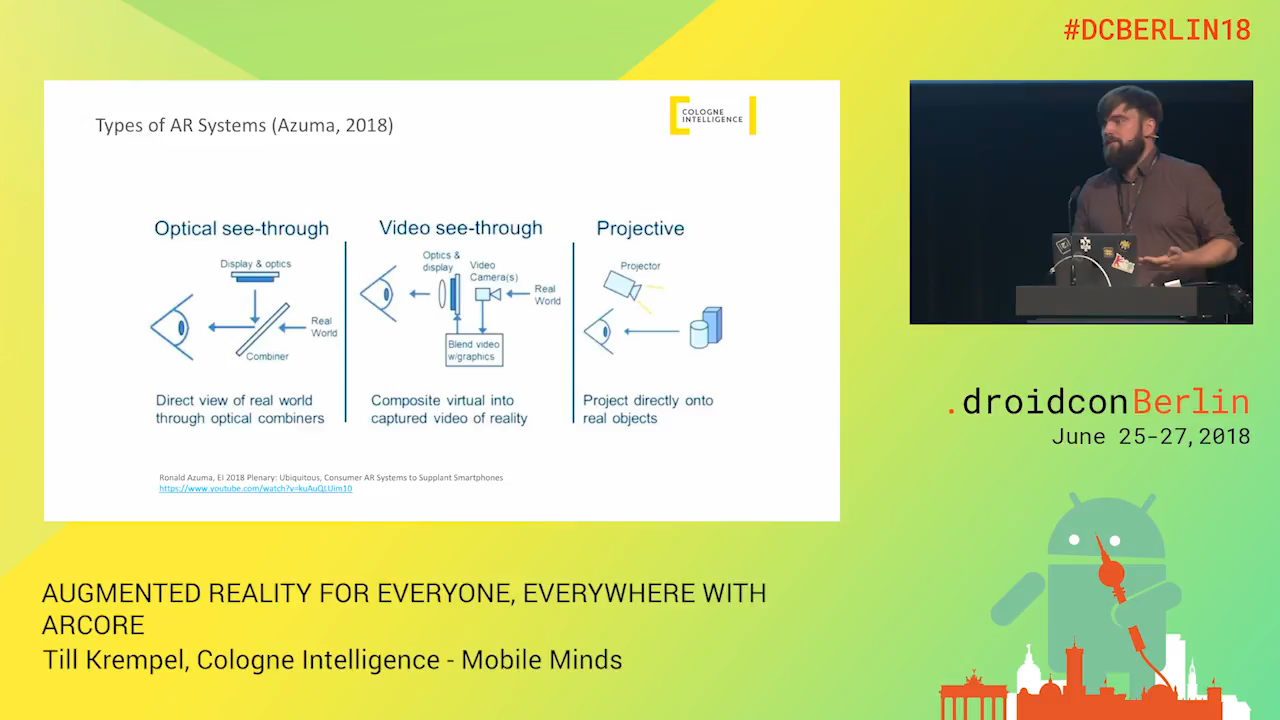 #DCBERLIN18
Types of AR Systems (Azuma, 2018)
COLOGNE
INTELLIGENCE
Optical see-through
Display & optics
Real
World
Combiner
Direct view of real world
through optical combiners
Video see-through
Optics &
display
Video
Camera(s)
Real
World
Blend video
w/graphics
Composite virtual into
captured video of reality
Projective
Projector
Project directly onto
real objects
Ronald Azuma, EI 2018 Plenary: Ubiquitous, Consumer AR Systems to Supplant Smartphones
https://www.youtube.com/watch?v=kuAuQLUim10
.droidconBerlin
June 25-27,2018
AUGMENTED REALITY FOR EVERYONE, EVERYWHERE WITH
ARCORE
Till Krempel, Cologne Intelligence - Mobile Minds